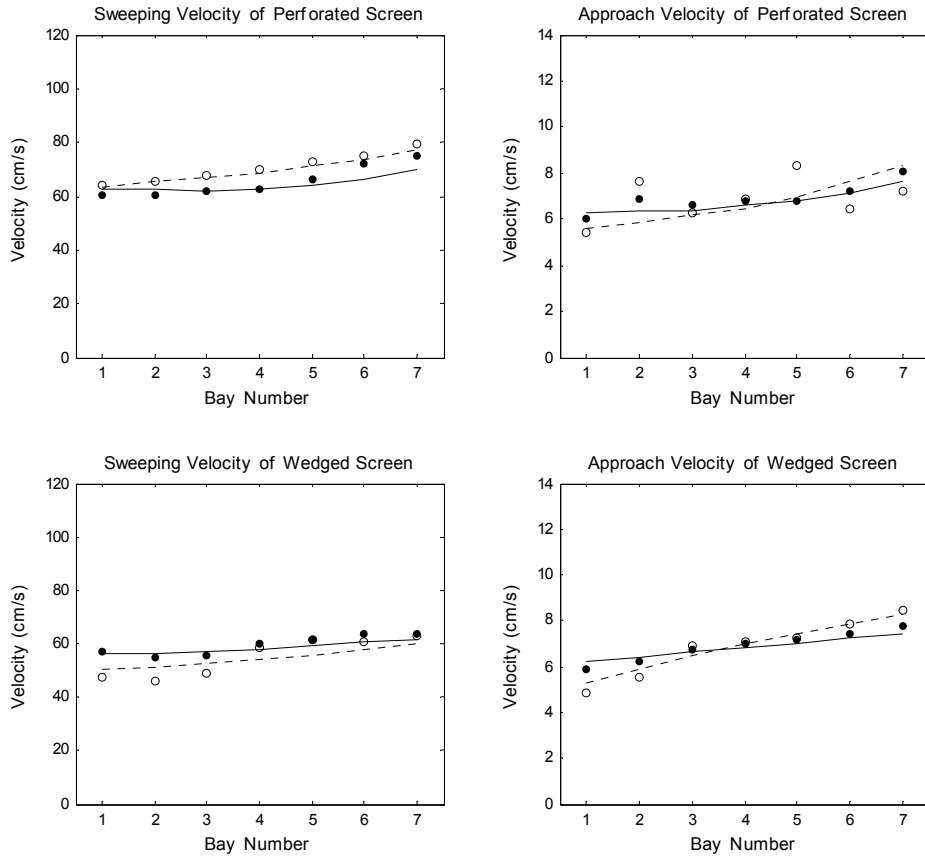 Sweeping Velocity of Perforated Screen
120
100
80
60
40
20
0
Velocity (cm/s)
1 2 3 4 5 6 7
Bay Number
Approach Velocity of Perforated Screen
14
12
10
8
6
4
2
0
Velocity (cm/s)
1 2 3 4 5 6 7
Bay Number
Sweeping Velocity of Wedged Screen
120
100
80
60
40
20
0
Velocity (cm/s)
1 2 3 4 5 6 7
Bay Number
Approach Velocity of Wedged Screen
14
12
10
8
6
4
2
0
Velocity (cm/s)
1 2 3 4 5 6 7
Bay Number